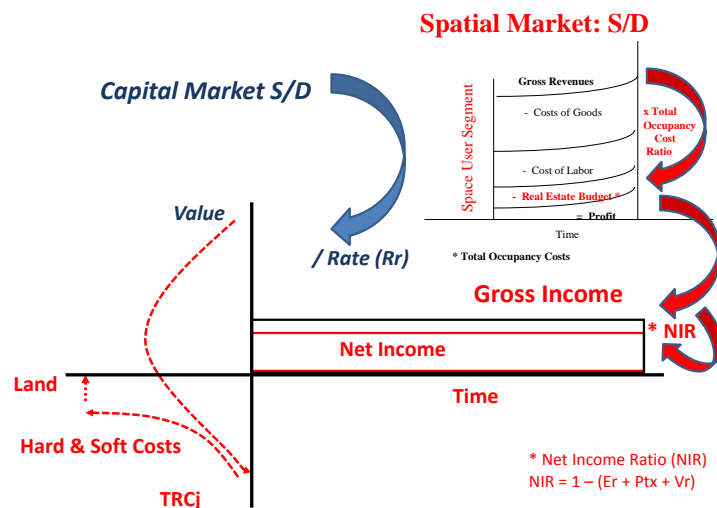 Spatial Market: S/D
Capital Market S/D
Space User Segment
Gross Revenues
- Costs of Goods
- Cost of Labor
- Real Estate Budget *
= Profit
Time
x Total
Occupancy
Cost
Ratio
* Total Occupancy Costs
Value
/ Rate (Rr)
Gross Income
* NIR
Net Income
Land
Time
Hard & Soft Costs
TRCj
* Net Income Ratio (NIR)
NIR = 1 – (Er + Ptx + Vr)